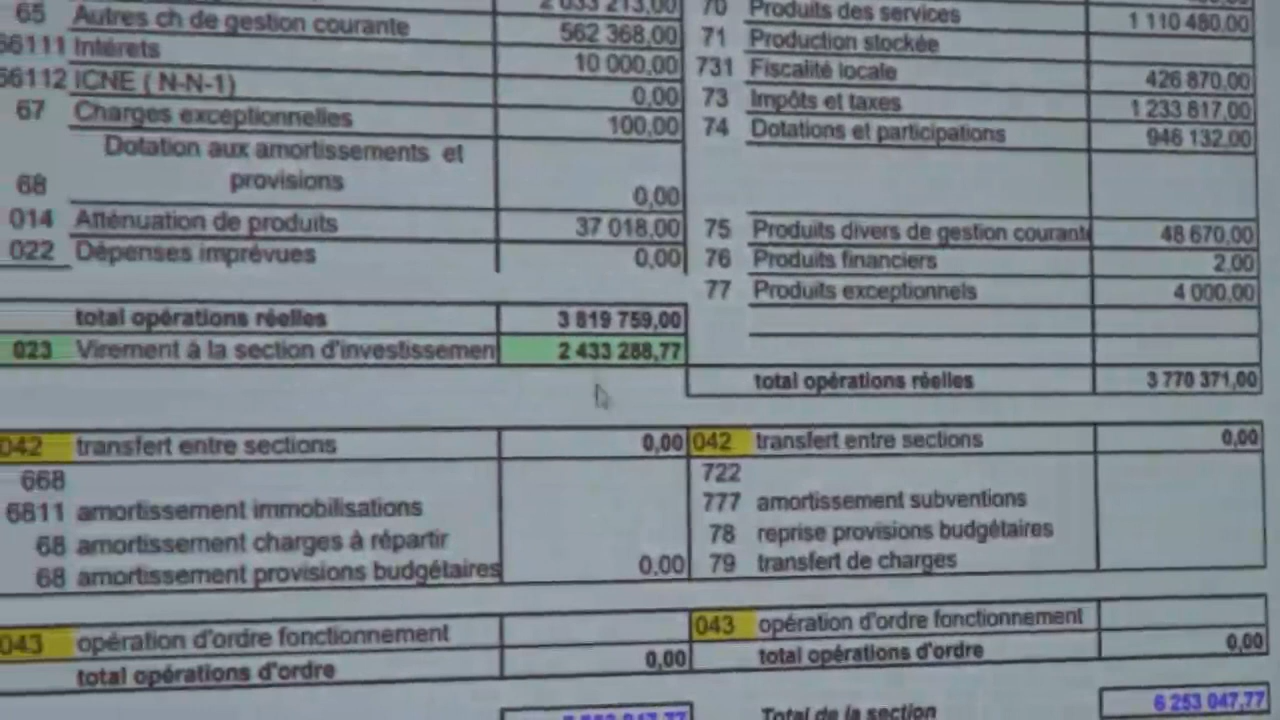 65 Autres ch de gestion courante 562 368,00
66111 Intérets 10 000,00
66112 ICNE ( N-N-1) 0,00
67 Charges exceptionnelles 100,00
Dotation aux amortissements et
68 provisions 0,00
014 Atténuation de produits 37 018,00
022 Dépenses imprévues 0,00
total opérations réelles 3 819 759,00
023 Virement à la section d'investissemen 2 433 288,77
042 transfert entre sections 0,00
668
6811 amortissement immobilisations
68 amortissement charges à répartir
68 amortissement provisions budgétaires 0,00
043 opération d'ordre fonctionnement
total opérations d'ordre 0,00
70 Produits des services 1 110 480,00
71 Production stockée
731 Fiscalité locale 426 870,00
73 Impôts et taxes 1 233 817,00
74 Dotations et participations 946 132,00
75 Produits divers de gestion courant 48 670,00
76 Produits financiers 2,00
77 Produits exceptionnels 4 000,00
total opérations réelles 3 770 371,00
042 transfert entre sections 0,00
722
777 amortissement subventions
78 reprise provisions budgétaires
79 transfert de charges
043 opération d'ordre fonctionnement
total opérations d'ordre 0,00
Total de la section 6 253 047,77